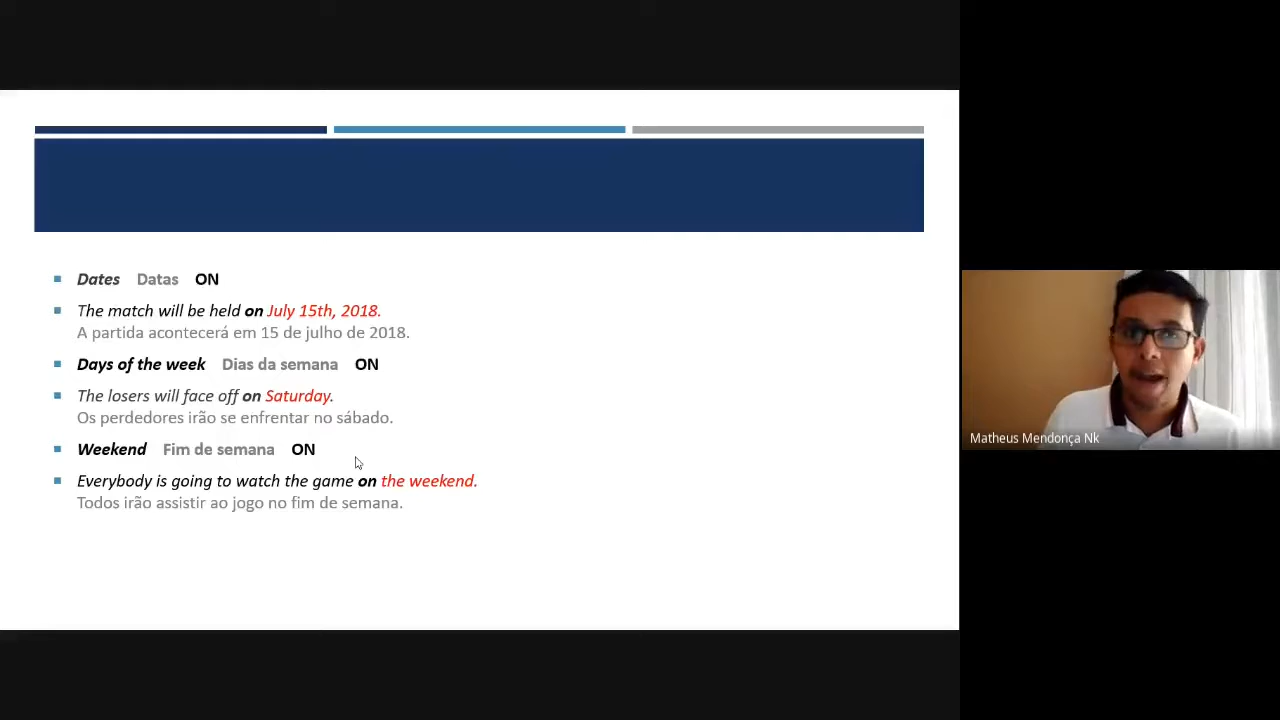 Dates Datas ON
The match will be held on July 15th, 2018.
A partida acontecerá em 15 de julho de 2018.
Days of the week Dias da semana ON
The losers will face off on Saturday.
Os perdedores irão se enfrentar no sábado.
Weekend Fim de semana ON
Everybody is going to watch the game on the weekend.
Todos irão assistir ao jogo no fim de semana.
Matheus Mendonça Nk